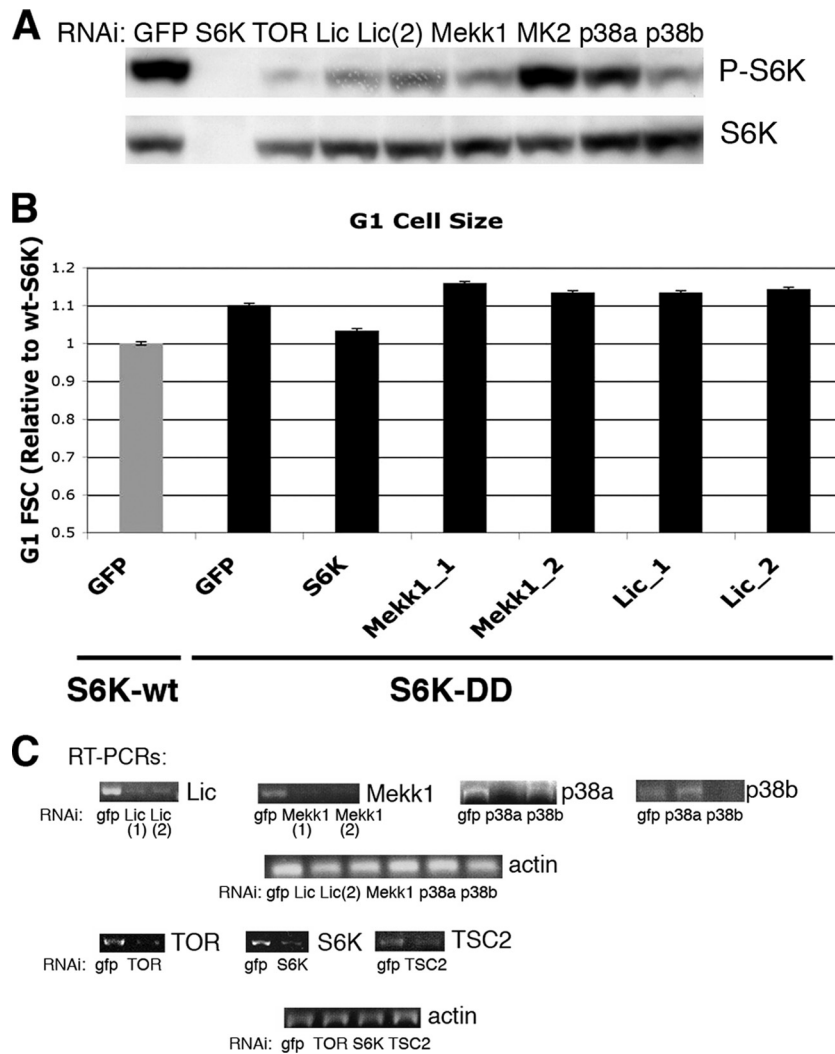 A
RNAi: GFP S6K TOR Lic Lic(2) Mekk1 MK2 p38a p38b
P-S6K
S6K
B
G1 Cell Size
G1 FSC (Relative to wt-S6K)
1.2
1.1
1
0.9
0.8
0.7
0.6
0.5
GFP GFP S6K Mekk1_1 Mekk1_2 Lic_1 Lic_2
S6K-wt S6K-DD
C
RT-PCRs:
Lic Mekk1 p38a p38b
RNAi: gfp Lic Lic gfp Mekk1 Mekk1 gfp p38a p38b gfp p38a p38b
(1) (2) (1) (2)
actin
RNAi: gfp Lic Lic(2) Mekk1 p38a p38b
TOR S6K TSC2
RNAi: gfp TOR gfp S6K gfp TSC2
actin
RNAi: gfp TOR S6K TSC2